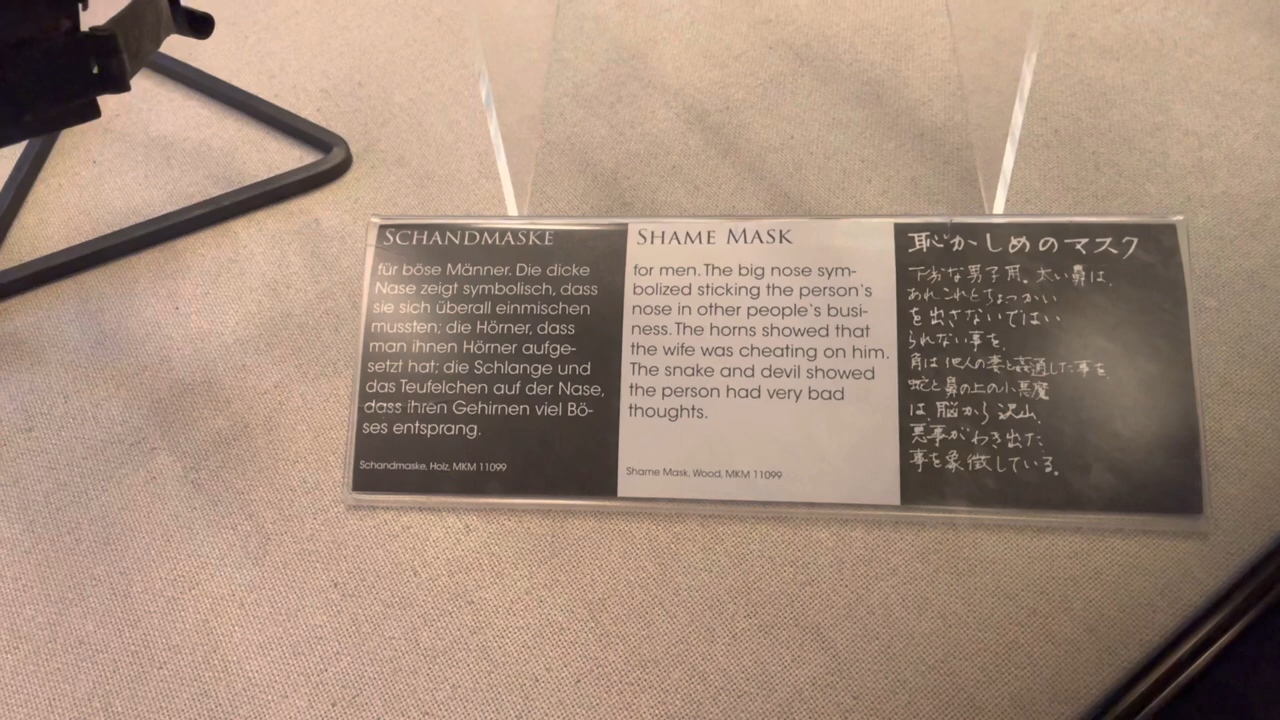 SCHANDMASKE
für böse Männer. Die dicke
Nase zeigt symbolisch, dass
sie sich überall einmischen
mussten; die Hörner, dass
man ihnen Hörner aufge-
setzt hat; die Schlange und
das Teufelchen auf der Nase,
dass ihren Gehirnen viel Bö-
ses entsprang.
Schandmaske, Holz, MKM 11099
SHAME MASK
for men. The big nose sym-
bolized sticking the person`s
nose in other people`s busi-
ness. The horns showed that
the wife was cheating on him.
The snake and devil showed
the person had very bad
thoughts.
Shame Mask, Wood, MKM 11099
恥かしめのマスク
下劣な男子用。太い鼻は、
あれこれとちょっかい
を出さないではい
られない事を、
角は他人の妻と姦通した事を、
蛇と鼻の上の小悪魔
は、脳から沢山、
悪事がわき出た
事を象徴している。